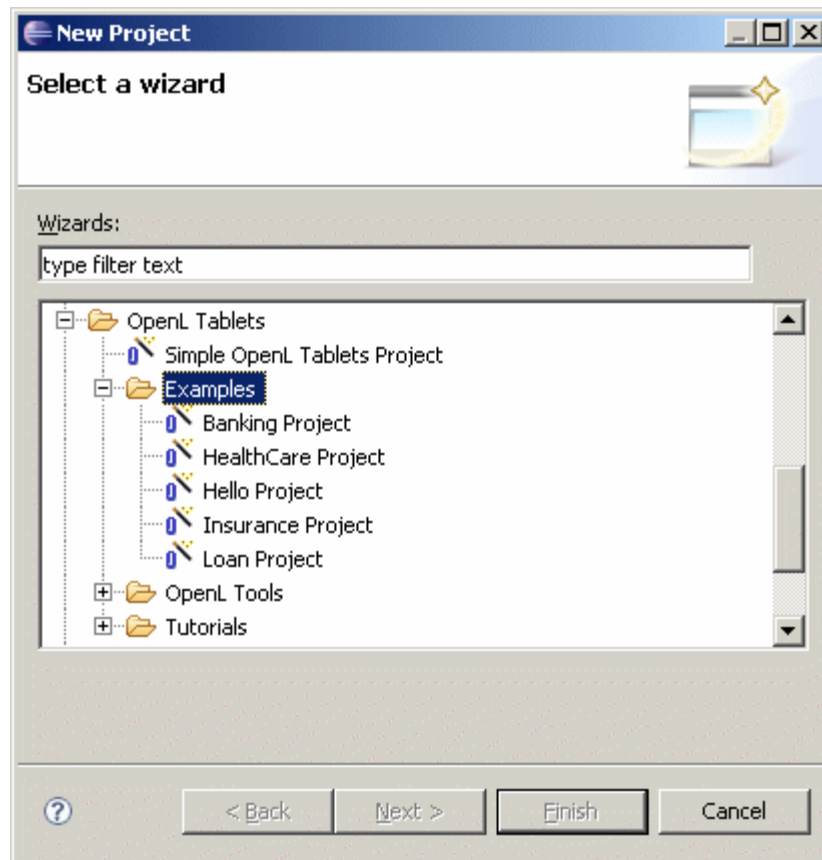 New Project
Select a wizard
Wizards:
type filter text
OpenL Tablets
Simple OpenL Tablets Project
Examples
Banking Project
HealthCare Project
Hello Project
Insurance Project
Loan Project
OpenL Tools
Tutorials
? < Back Next > Finish Cancel